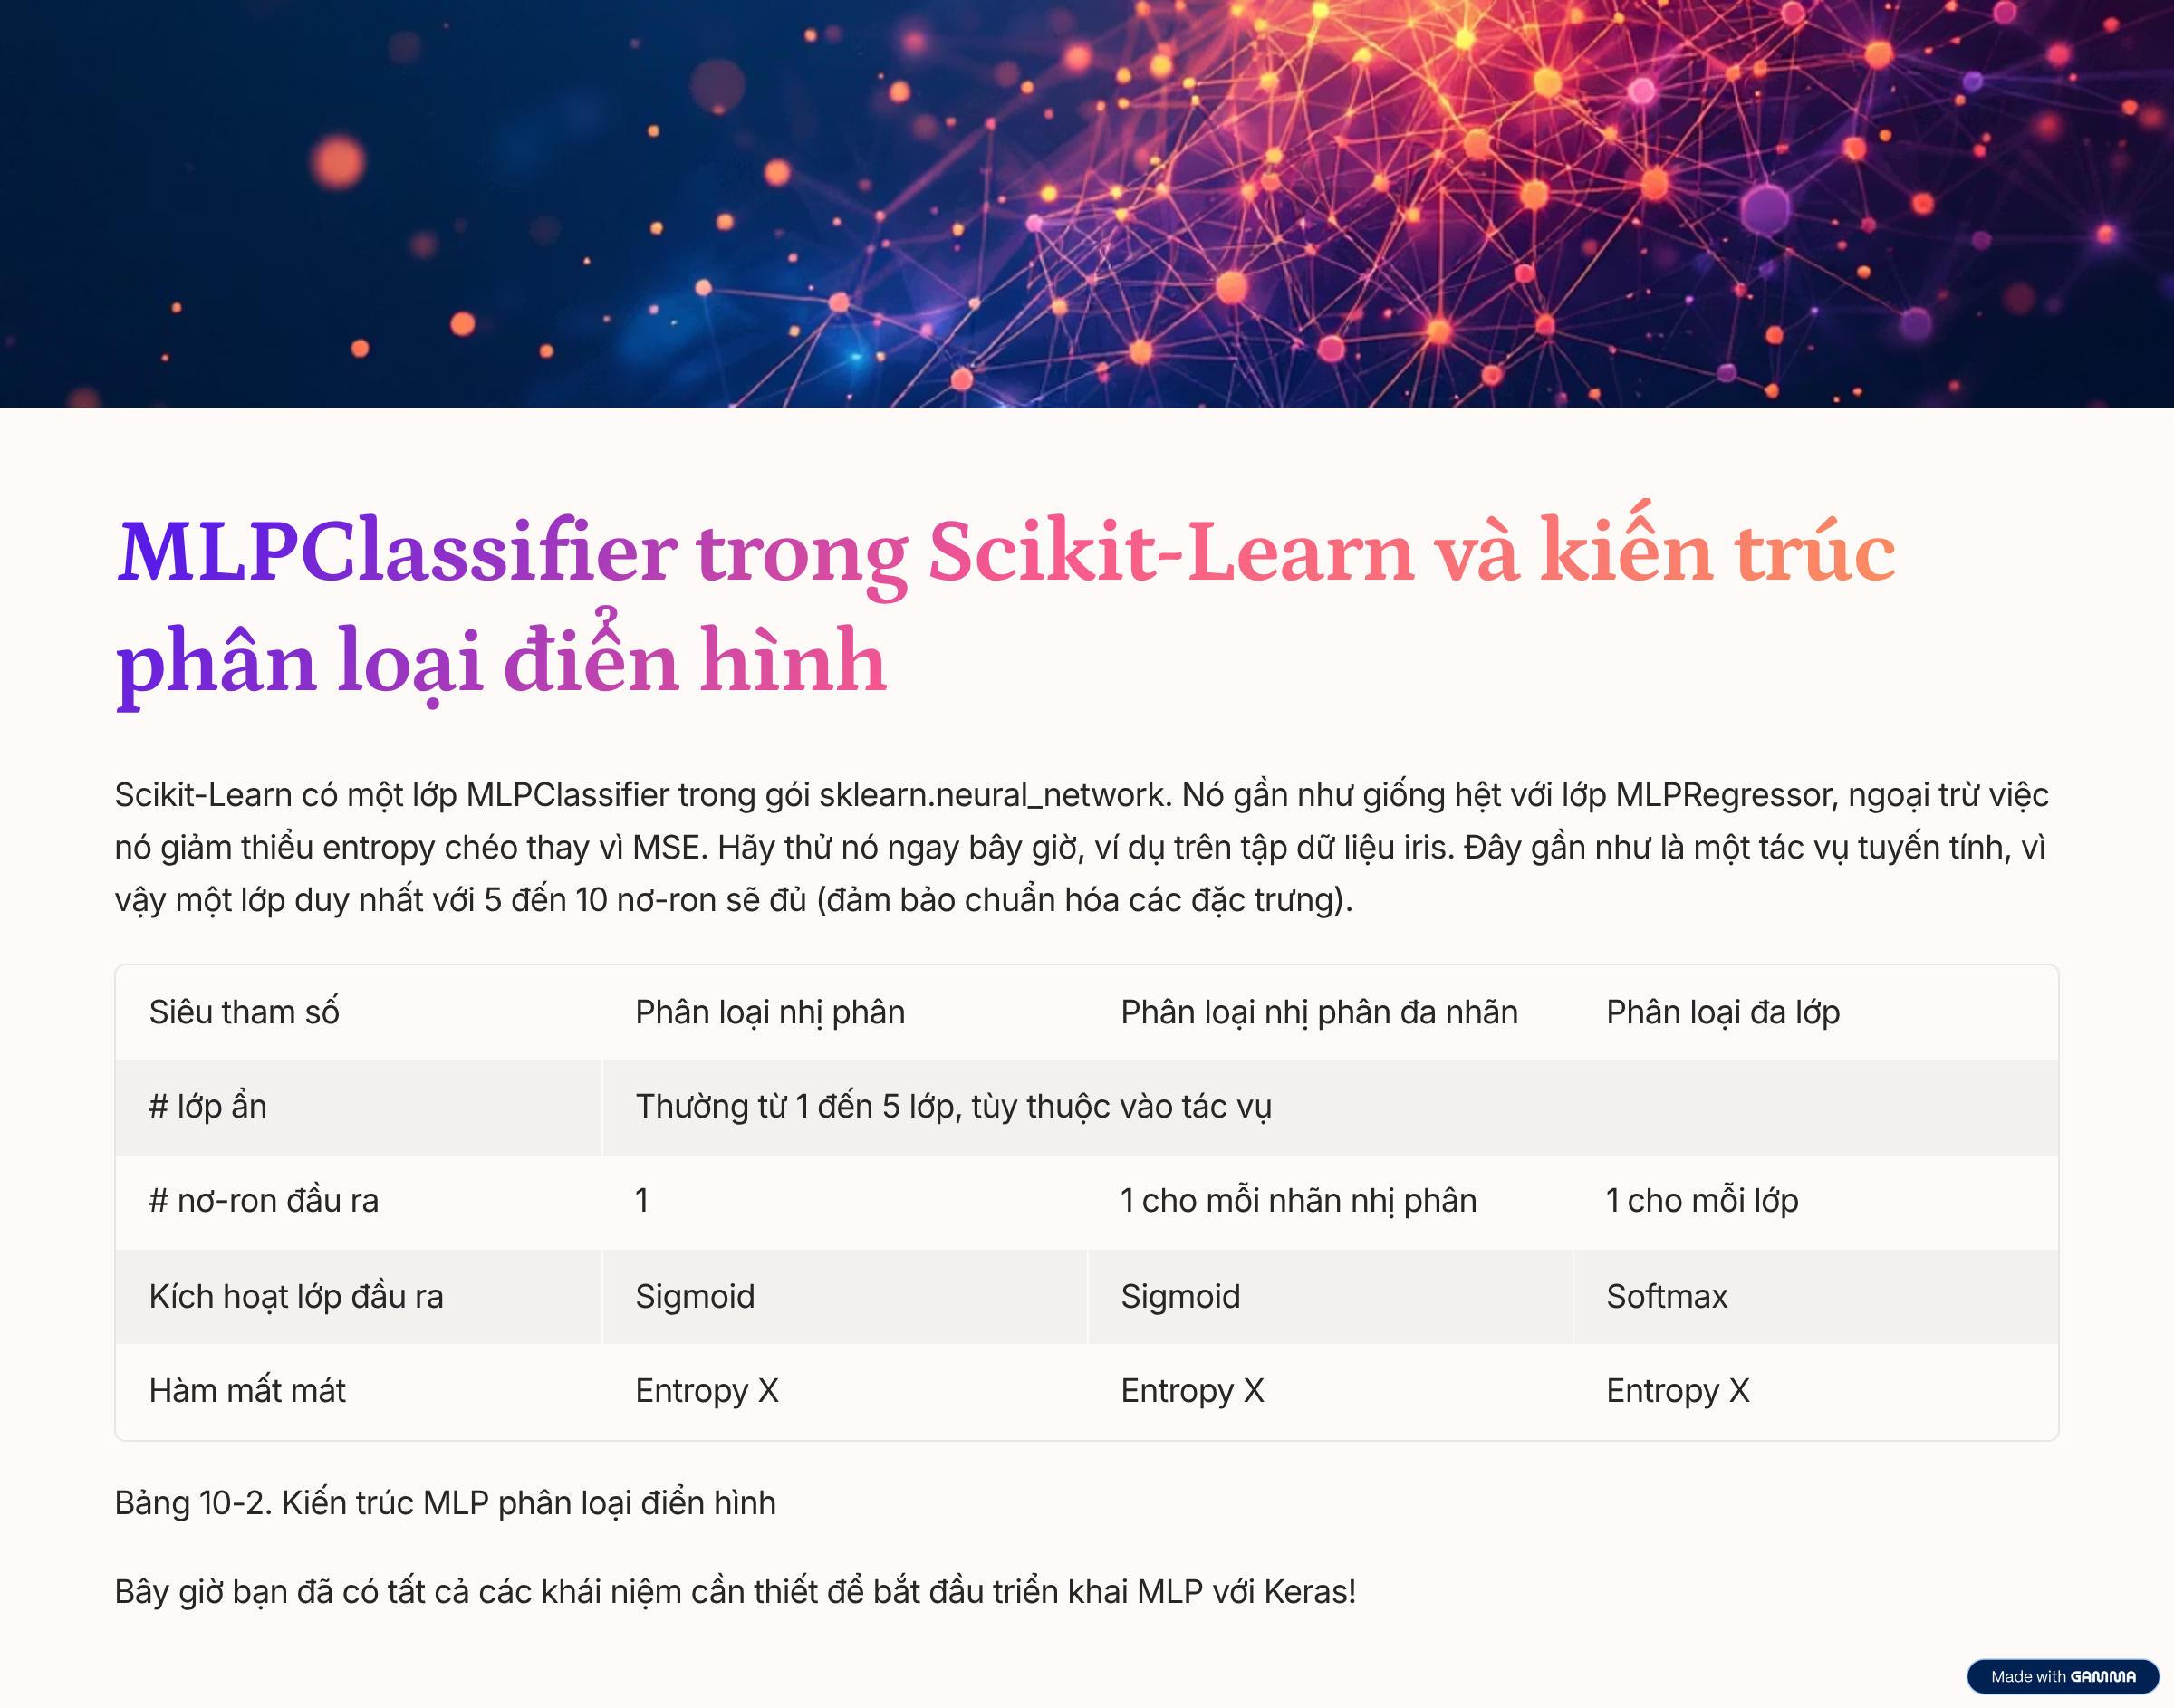 MLPClassifier trong Scikit-Learn và kiến trúc
phân loại điển hình
Scikit-Learn có một lớp MLPClassifier trong gói sklearn.neural_network. Nó gần như giống hệt với lớp MLPRegressor, ngoại trừ việc
nó giảm thiểu entropy chéo thay vì MSE. Hãy thử nó ngay bây giờ, ví dụ trên tập dữ liệu iris. Đây gần như là một tác vụ tuyến tính, vì
vậy một lớp duy nhất với 5 đến 10 nơ-ron sẽ đủ (đảm bảo chuẩn hóa các đặc trưng).
Siêu tham số Phân loại nhị phân Phân loại nhị phân đa nhãn Phân loại đa lớp
# lớp ẩn Thường từ 1 đến 5 lớp, tùy thuộc vào tác vụ
# nơ-ron đầu ra 1 1 cho mỗi nhãn nhị phân 1 cho mỗi lớp
Kích hoạt lớp đầu ra Sigmoid Sigmoid Softmax
Hàm mất mát Entropy X Entropy X Entropy X
Bảng 10-2. Kiến trúc MLP phân loại điển hình
Bây giờ bạn đã có tất cả các khái niệm cần thiết để bắt đầu triển khai MLP với Keras!
Made with GAMMA